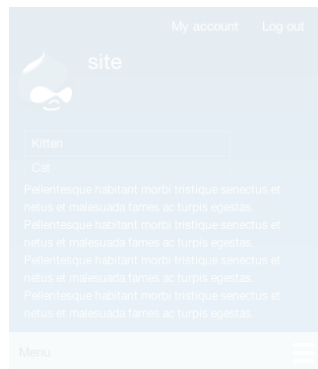 My account Log out
site
Kitten
Cat
Pellentesque habitant morbi tristique senectus et
netus et malesuada fames ac turpis egestas.
Pellentesque habitant morbi tristique senectus et
netus et malesuada fames ac turpis egestas.
Pellentesque habitant morbi tristique senectus et
netus et malesuada fames ac turpis egestas.
Pellentesque habitant morbi tristique senectus et
netus et malesuada fames ac turpis egestas.
Menu